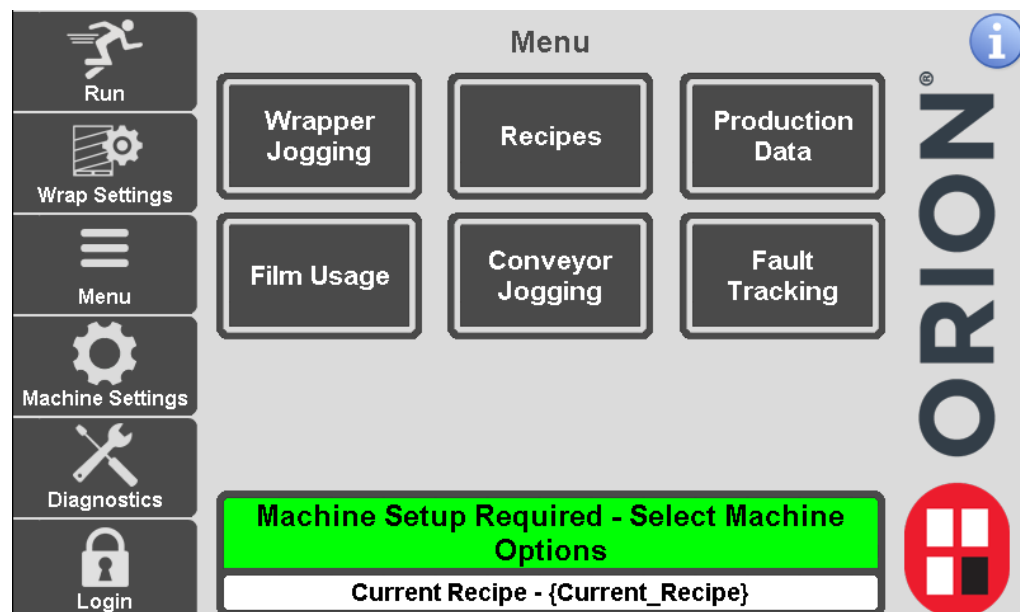 Menu
i
Run
Wrap Settings
Menu
Machine Settings
Diagnostics
Login
Wrapper
Jogging
Recipes
Production
Data
Film Usage
Conveyor
Jogging
Fault
Tracking
Machine Setup Required - Select Machine
Options
Current Recipe - {Current_Recipe}
ORION®